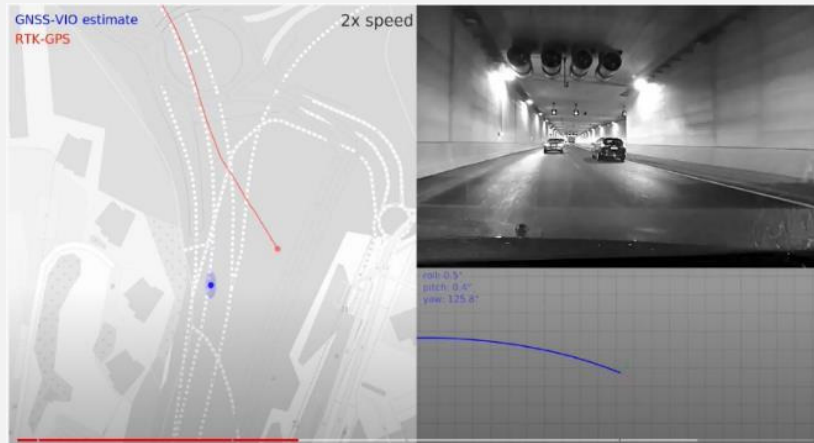 GNSS-VIO estimate
RTK-GPS
2x speed
roll: 0.5°
pitch: 0.4°
yaw: 125.8°